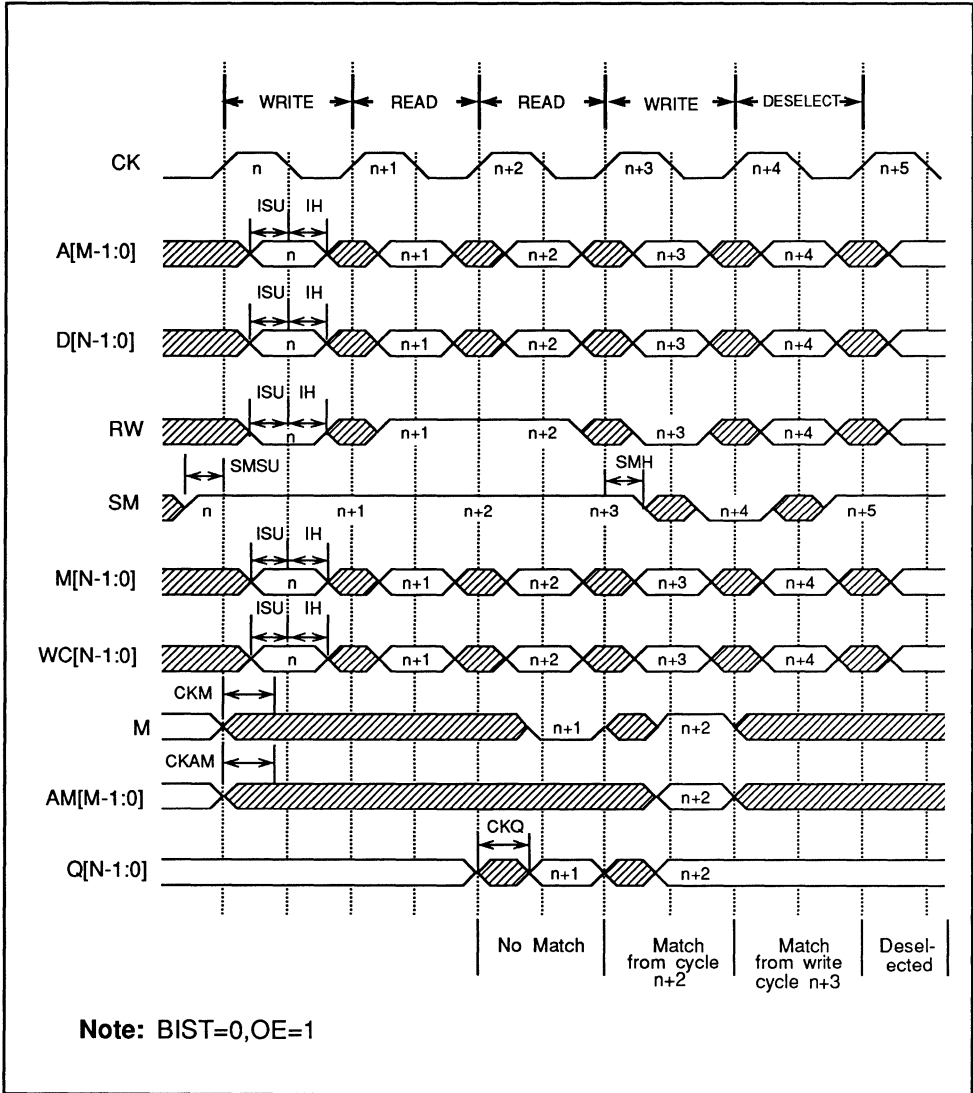 WRITE READ READ WRITE DESELECT
CK n n+1 n+2 n+3 n+4 n+5
ISU IH
A[M-1:0] n n+1 n+2 n+3 n+4
ISU IH
D[N-1:0] n n+1 n+2 n+3 n+4
ISU IH
RW n n+1 n+2 n+3 n+4
SMSU SMH
SM n n+1 n+2 n+3 n+4 n+5
ISU IH
M[N-1:0] n n+1 n+2 n+3 n+4
ISU IH
WC[N-1:0] n n+1 n+2 n+3 n+4
CKM
M n+1 n+2
CKAM
AM[M-1:0] n+2
CKQ
Q[N-1:0] n+1 n+2
No Match Match Match Desel-
from cycle from write ected
n+2 cycle n+3
Note: BIST=0,OE=1